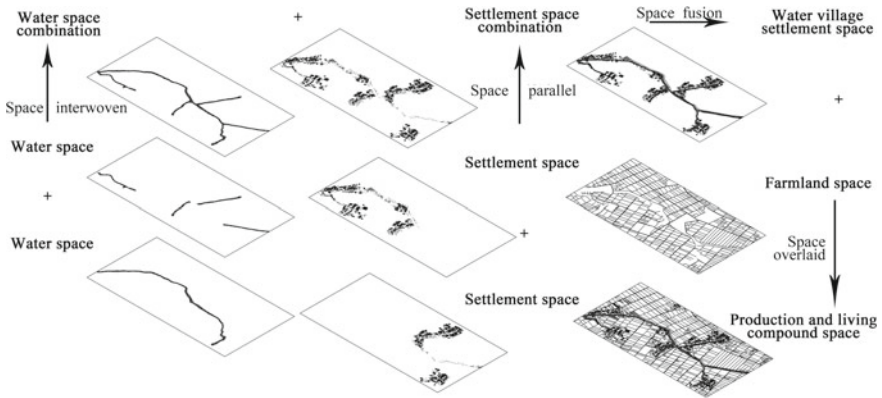 Water space
combination
+
Settlement space
combination
Space fusion
Water village
settlement space
Space interwoven
Space parallel
+
Water space
Settlement space
Farmland space
+
+
Water space
Space
overlaid
Settlement space
Production and living
compound space